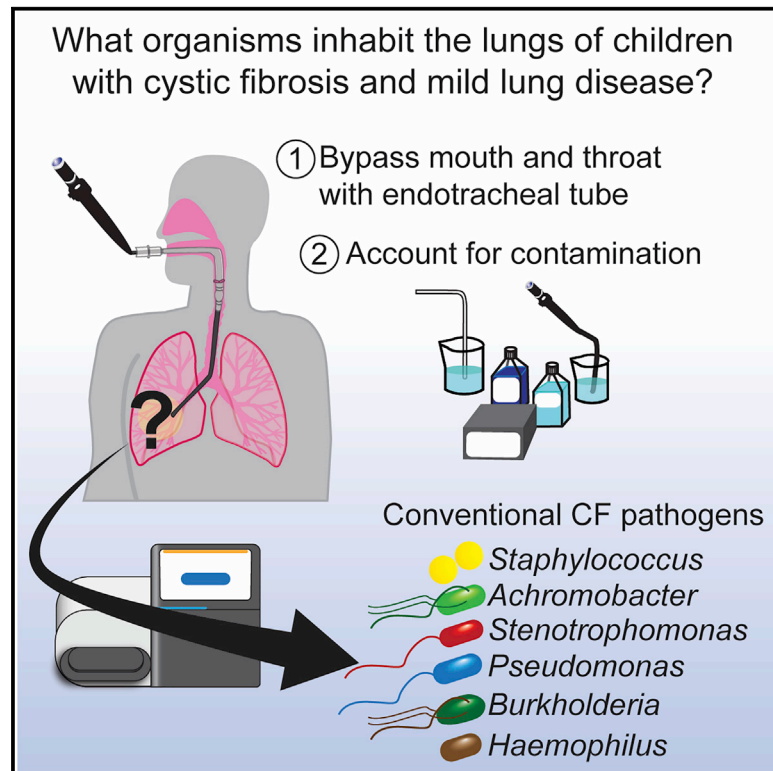 What organisms inhabit the lungs of children
with cystic fibrosis and mild lung disease?
1 Bypass mouth and throat
with endotracheal tube
2 Account for contamination
?
Conventional CF pathogens
Staphylococcus
Achromobacter
Stenotrophomonas
Pseudomonas
Burkholderia
Haemophilus